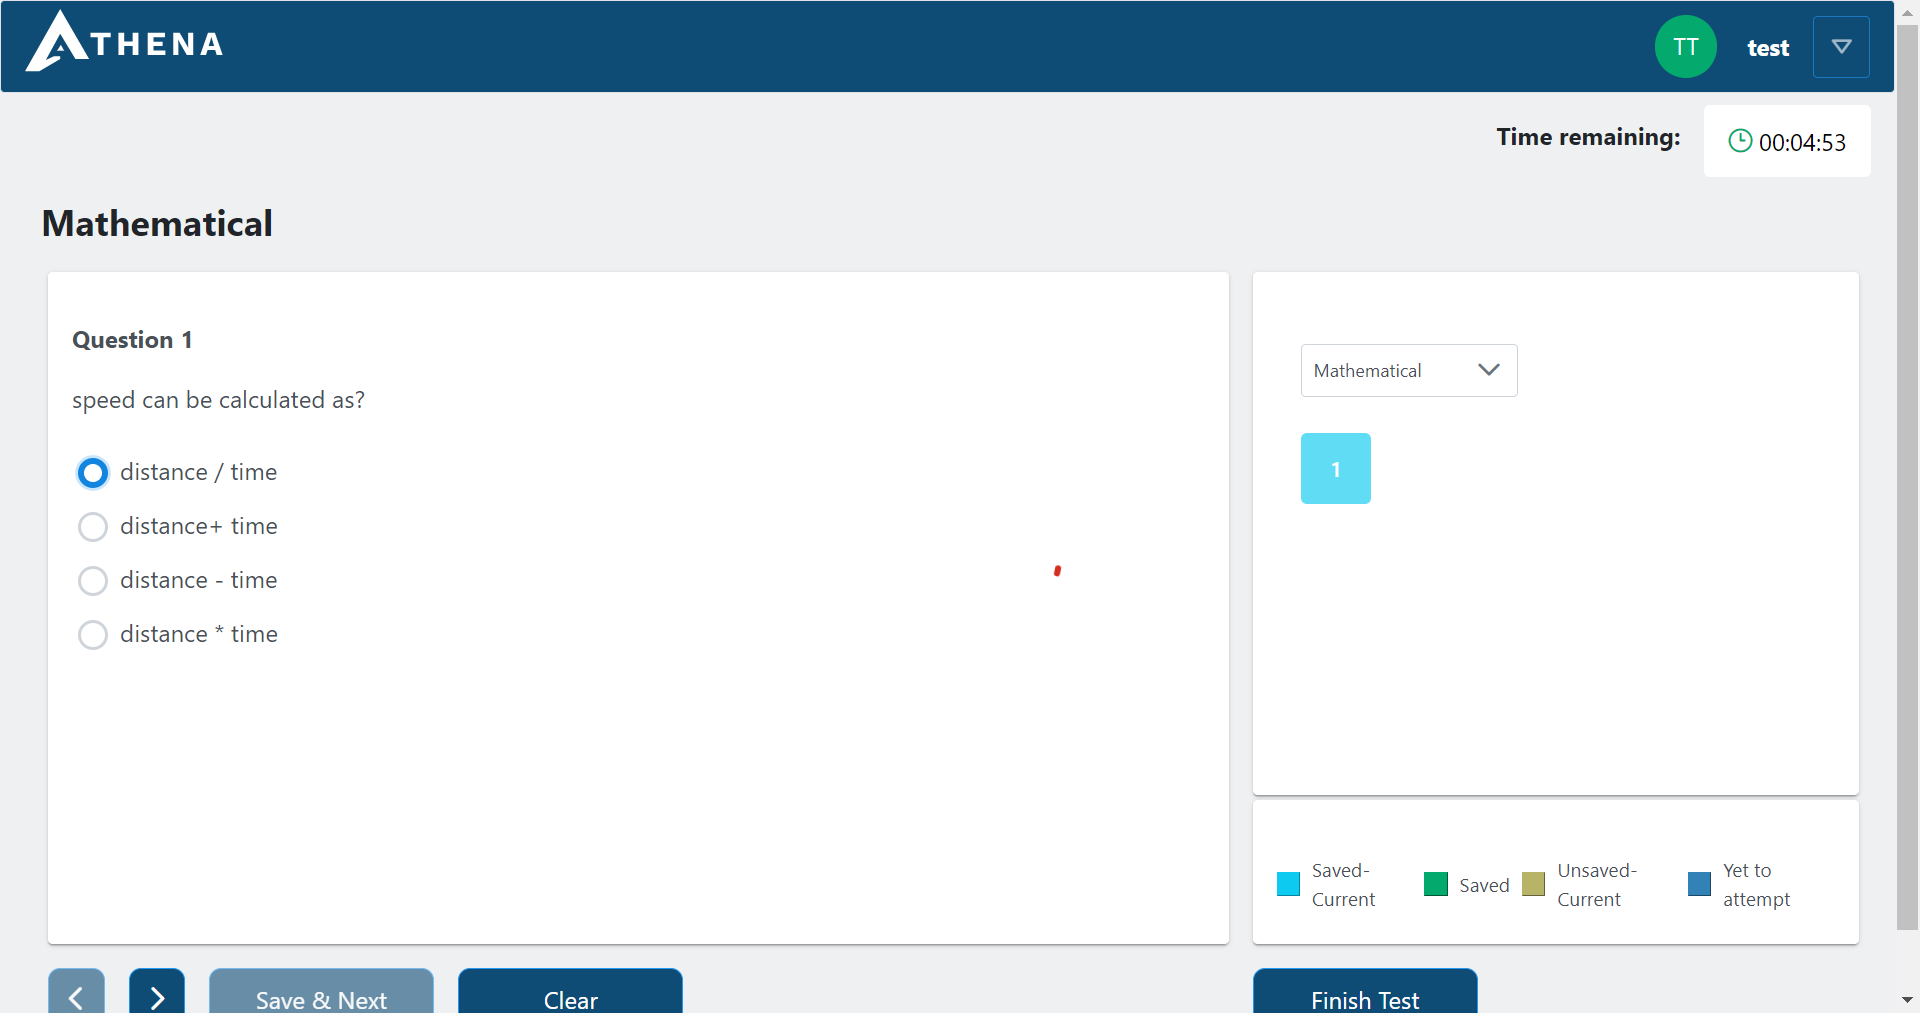 ATHENA
TT
test
Time remaining:
00:04:53
Mathematical
Question 1
speed can be calculated as?
distance / time
distance+ time
distance - time
distance * time
Mathematical
1
Saved-
Current
Saved
Unsaved-
Current
Yet to
attempt
Save & Next
Clear
Finish Test